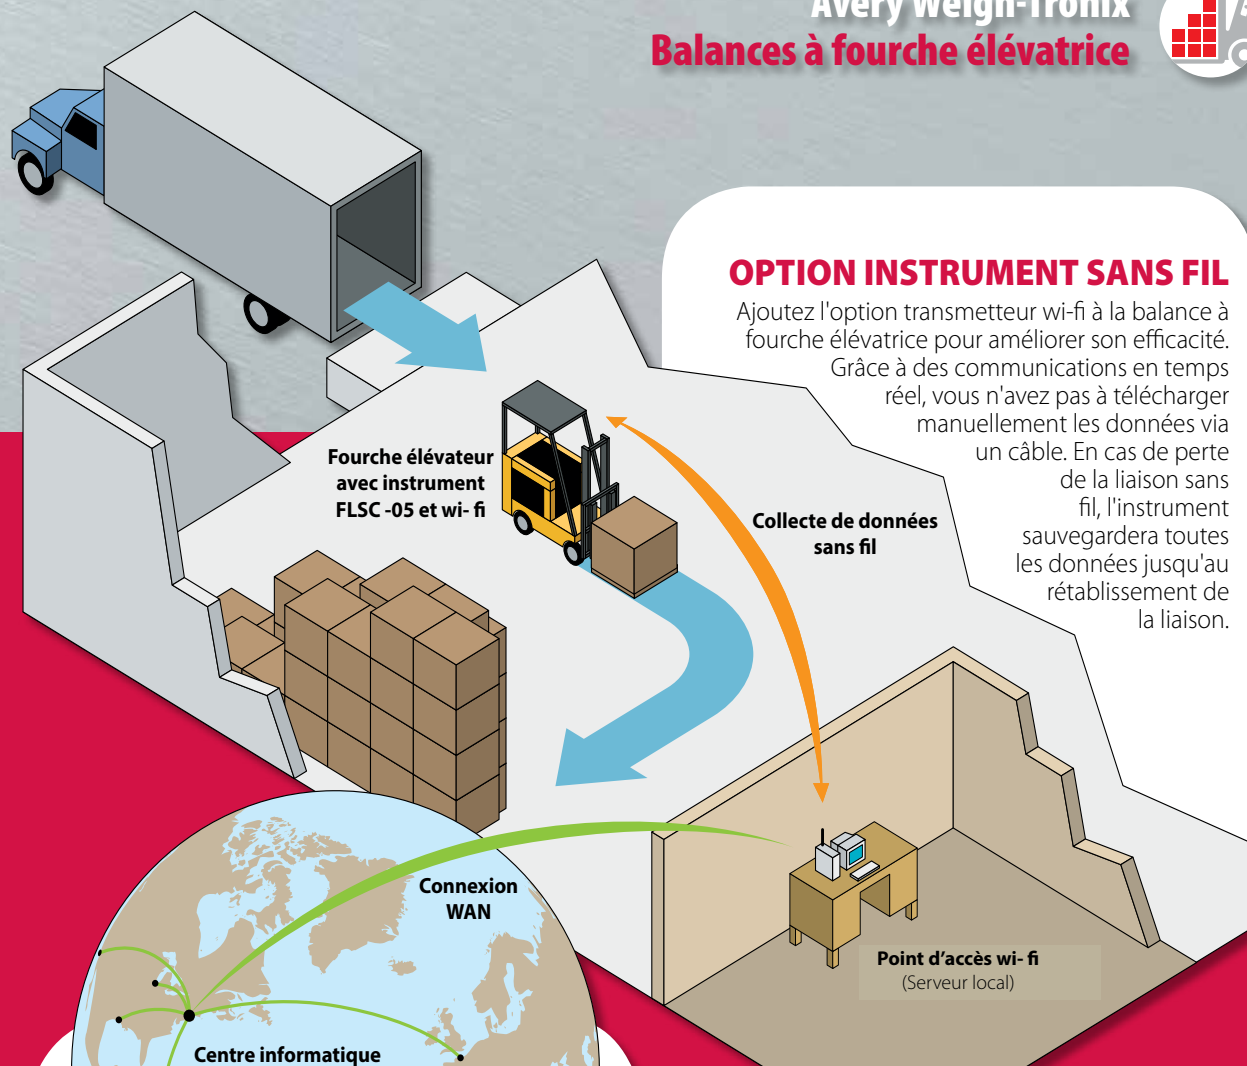 Avery Weigh-Tronix
Balances à fourche élévatrice
OPTION INSTRUMENT SANS FIL
Ajoutez l'option transmetteur wi-fi à la balance à
fourche élévatrice pour améliorer son efficacité.
Grâce à des communications en temps
réel, vous n'avez pas à télécharger
manuellement les données via
un câble. En cas de perte
de la liaison sans
fil, l'instrument
sauvegardera toutes
les données jusqu'au
rétablissement de
la liaison.
Fourche élévateur
avec instrument
FLSC -05 et wi- fi
Collecte de données
sans fil
Connexion
WAN
Point d’accès wi- fi
(Serveur local)
Centre informatique